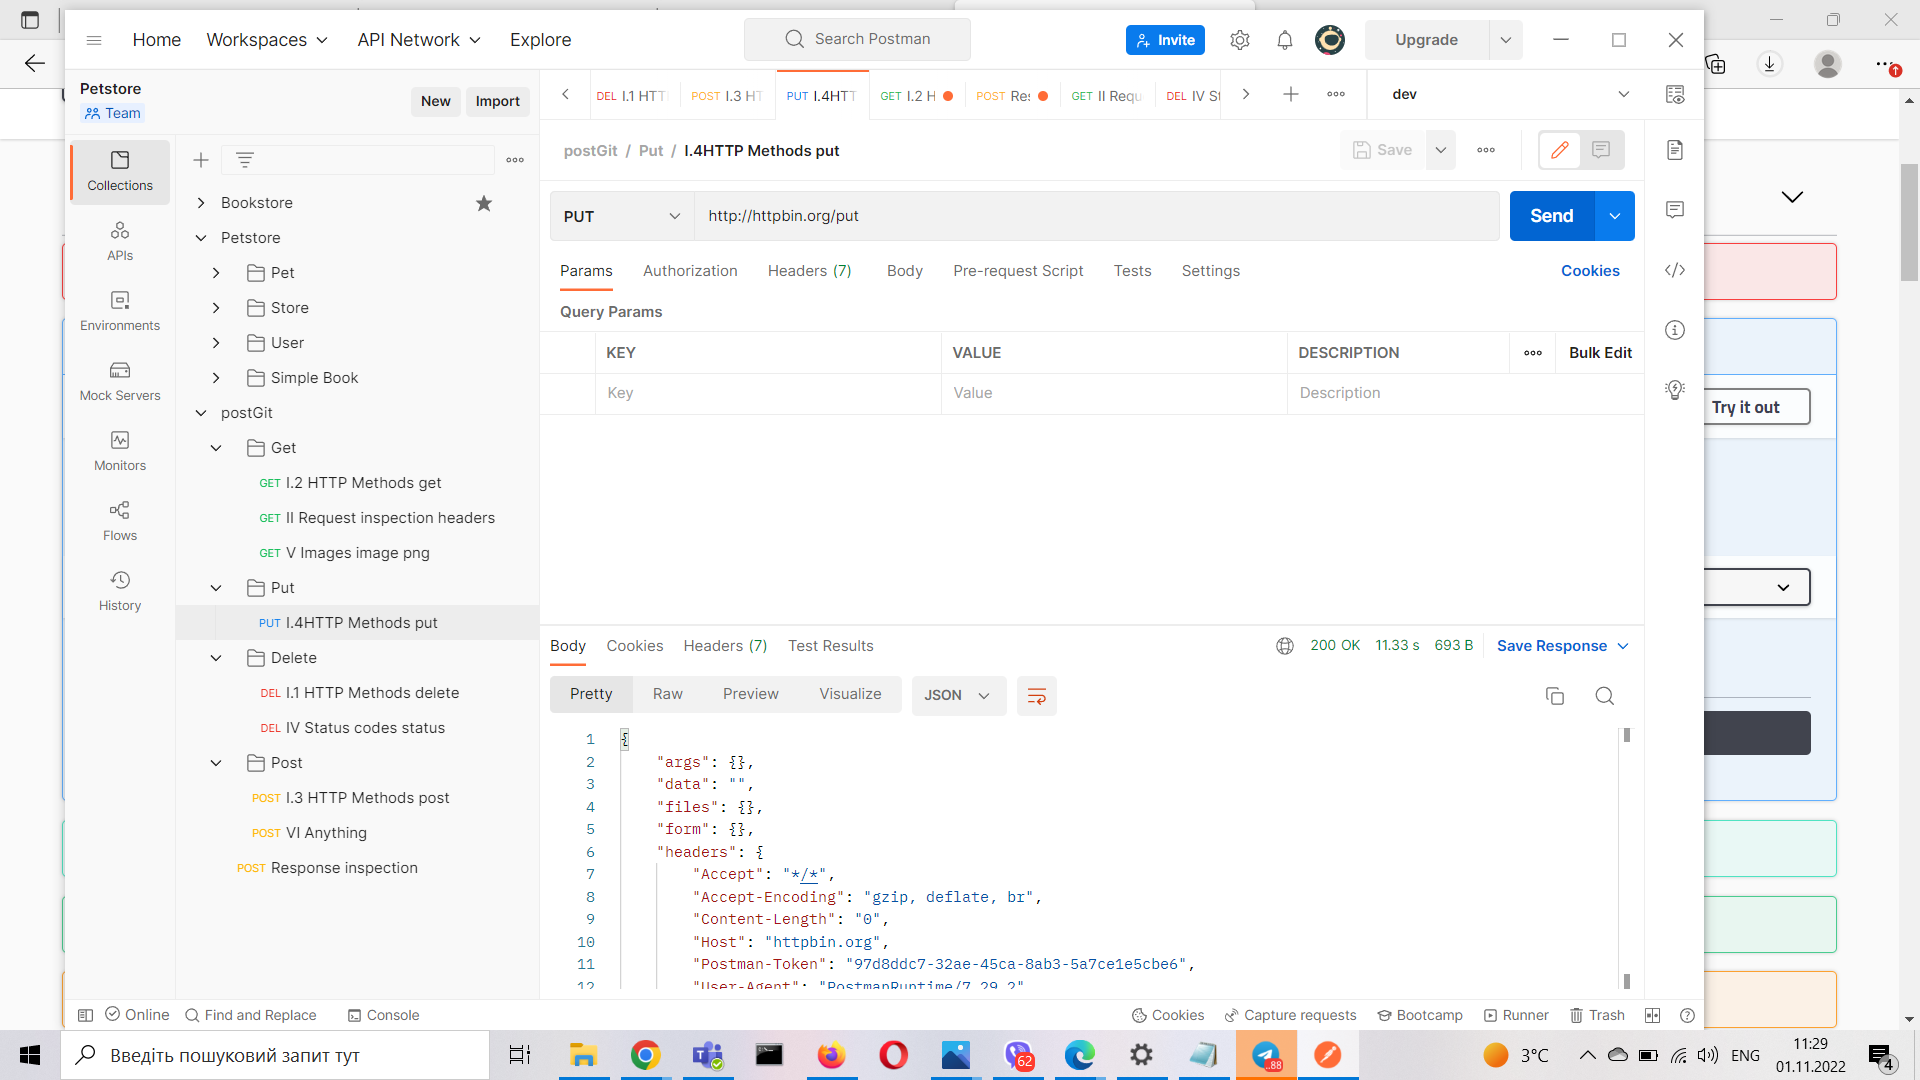 Home Workspaces API Network Explore
Search Postman
Invite
Upgrade
Petstore
Team
New Import
DEL I.1 HTT
POST I.3 HT
PUT I.4HTT
GET I.2 H
POST Res
GET II Requ
DEL IV St
dev
postGit / Put / I.4HTTP Methods put
Save
Collections
APIs
Environments
Mock Servers
Monitors
Flows
History
Bookstore
Petstore
Pet
Store
User
Simple Book
postGit
Get
GET I.2 HTTP Methods get
GET II Request inspection headers
GET V Images image png
Put
PUT I.4HTTP Methods put
Delete
DEL I.1 HTTP Methods delete
DEL IV Status codes status
Post
POST I.3 HTTP Methods post
POST VI Anything
POST Response inspection
PUT http://httpbin.org/put
Send
Params Authorization Headers (7) Body Pre-request Script Tests Settings
Cookies
Query Params
KEY VALUE DESCRIPTION
Bulk Edit
Key Value Description
Try it out
Body Cookies Headers (7) Test Results
200 OK 11.33 s 693 B Save Response
Pretty Raw Preview Visualize JSON
1 {
2 "args": {},
3 "data": "",
4 "files": {},
5 "form": {},
6 "headers": {
7 "Accept": "*/*",
8 "Accept-Encoding": "gzip, deflate, br",
9 "Content-Length": "0",
10 "Host": "httpbin.org",
11 "Postman-Token": "97d8ddc7-32ae-45ca-8ab3-5a7ce1e5cbe6",
12 "User-Agent": "PostmanRuntime/7.29.2"
Online Find and Replace Console
Cookies Capture requests Bootcamp Runner Trash
Введіть пошуковий запит тут
62
88
3°C
ENG
11:29
01.11.2022
4